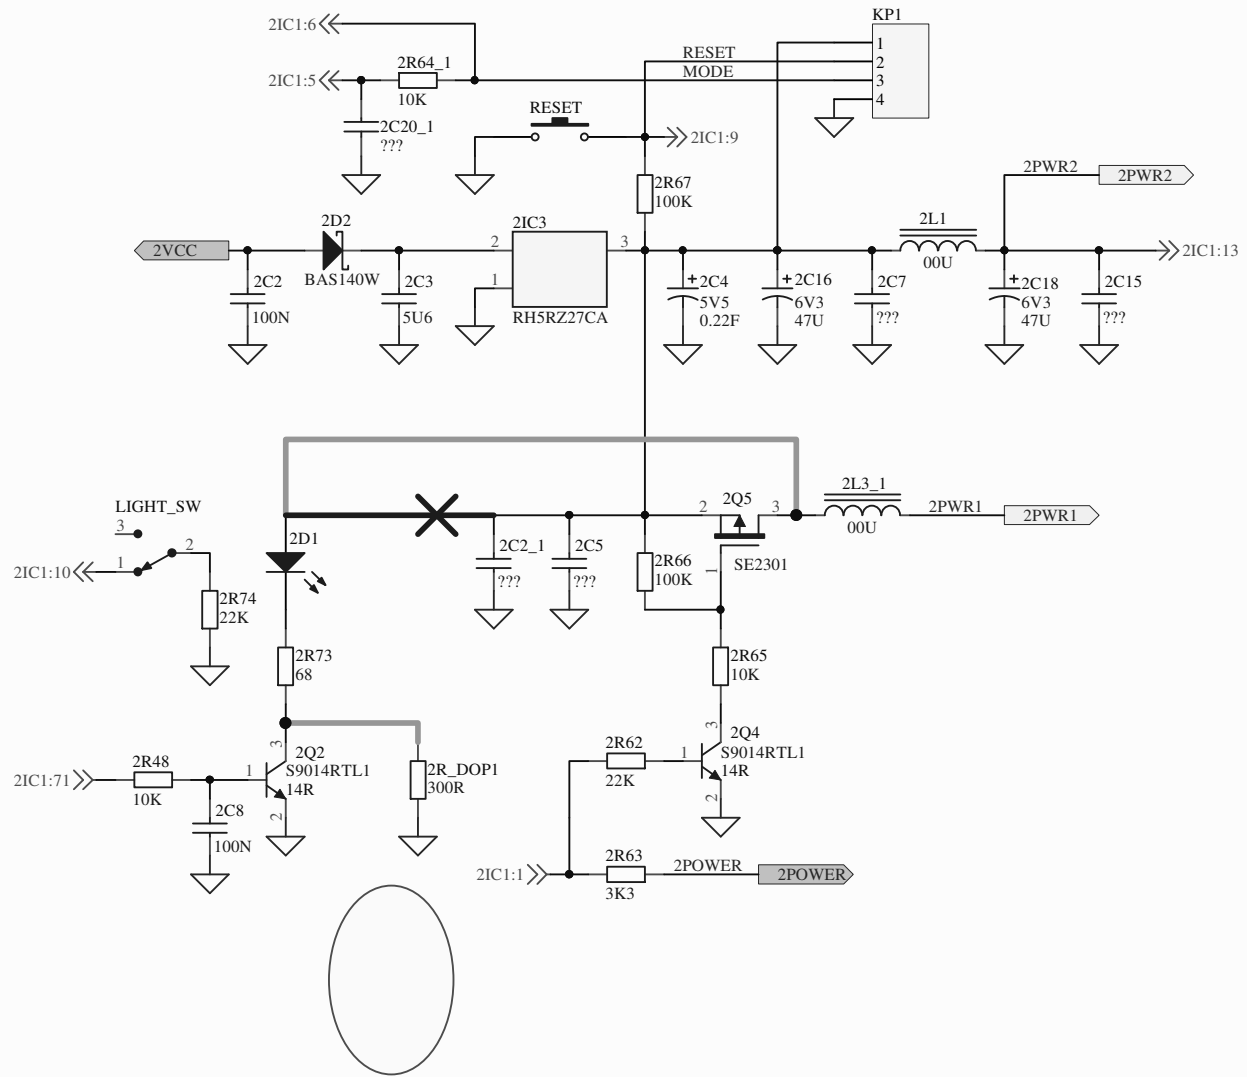 KP1
2IC1:6
1
RESET
2
2R64_1
2IC1:5
MODE
3
10K
4
RESET
2C20_1
???
2IC1:9
2PWR2
2PWR2
2R67
100K
2D2
2IC3
2L1
2VCC
2
3
2IC1:13
BAS140W
00U
2C2
100N
2C3
5U6
1
RH5RZ27CA
+
2C4
5V5
0.22F
+
2C16
6V3
47U
2C7
???
+
2C18
6V3
47U
2C15
???
2L3_1
LIGHT_SW
2
2Q5
3
2PWR1
2PWR1
00U
3
2
1
2IC1:10
2D1
2C2_1
???
2C5
???
2R66
100K
1
SE2301
2R74
22K
2R73
68
2R65
10K
3
2Q2
S9014RTL1
14R
2IC1:71
2R48
10K
1
2
2C8
100N
2R_DOP1
300R
3
2Q4
S9014RTL1
14R
2R62
22K
1
2
2IC1:1
2R63
3K3
2POWER
2POWER